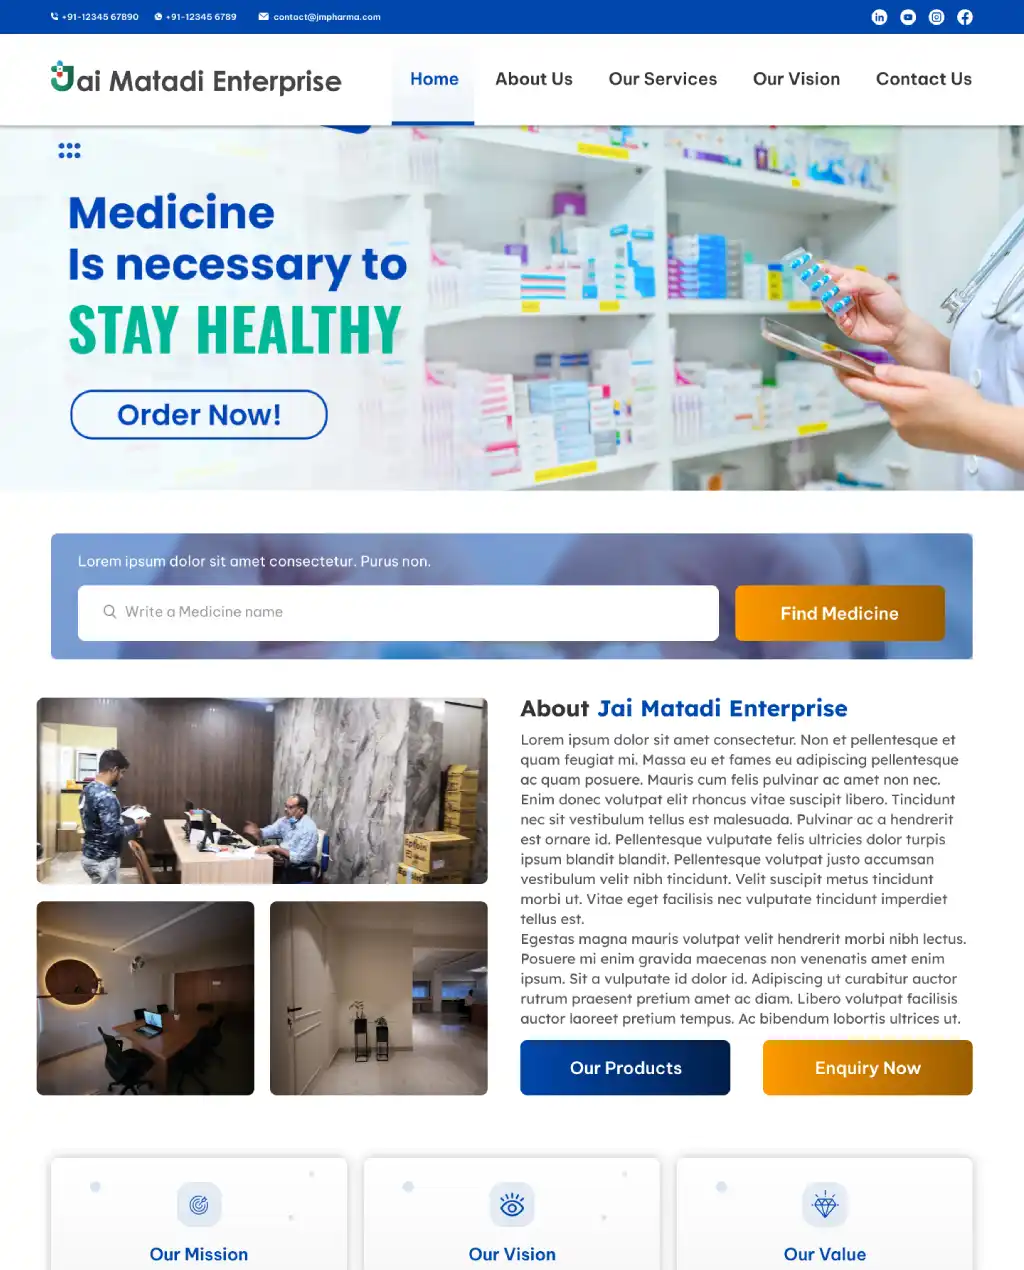 +91-12345 67890 +91-12345 6789 contact@jmpharma.com
Jai Matadi Enterprise
Home About Us Our Services Our Vision Contact Us
Medicine
Is necessary to
STAY HEALTHY
Order Now!
Lorem ipsum dolor sit amet consectetur. Purus non.
Write a Medicine name
Find Medicine
About Jai Matadi Enterprise
Lorem ipsum dolor sit amet consectetur. Non et pellentesque et
quam feugiat mi. Massa eu et fames eu adipiscing pellentesque
ac quam posuere. Mauris cum felis pulvinar ac amet non nec.
Enim donec volutpat elit rhoncus vitae suscipit libero. Tincidunt
nec sit vestibulum tellus est malesuada. Pulvinar ac a hendrerit
est ornare id. Pellentesque vulputate felis ultricies dolor turpis
ipsum blandit blandit. Pellentesque volutpat justo accumsan
vestibulum velit nibh tincidunt. Velit suscipit metus tincidunt
morbi ut. Vitae eget facilisis nec vulputate tincidunt imperdiet
tellus est.
Egestas magna mauris volutpat velit hendrerit morbi nibh lectus.
Posuere mi enim gravida maecenas non venenatis amet enim
ipsum. Sit a vulputate id dolor id. Adipiscing ut curabitur auctor
rutrum praesent pretium amet ac diam. Libero volutpat facilisis
auctor laoreet pretium tempus. Ac bibendum lobortis ultrices ut.
Our Products
Enquiry Now
Our Mission
Our Vision
Our Value